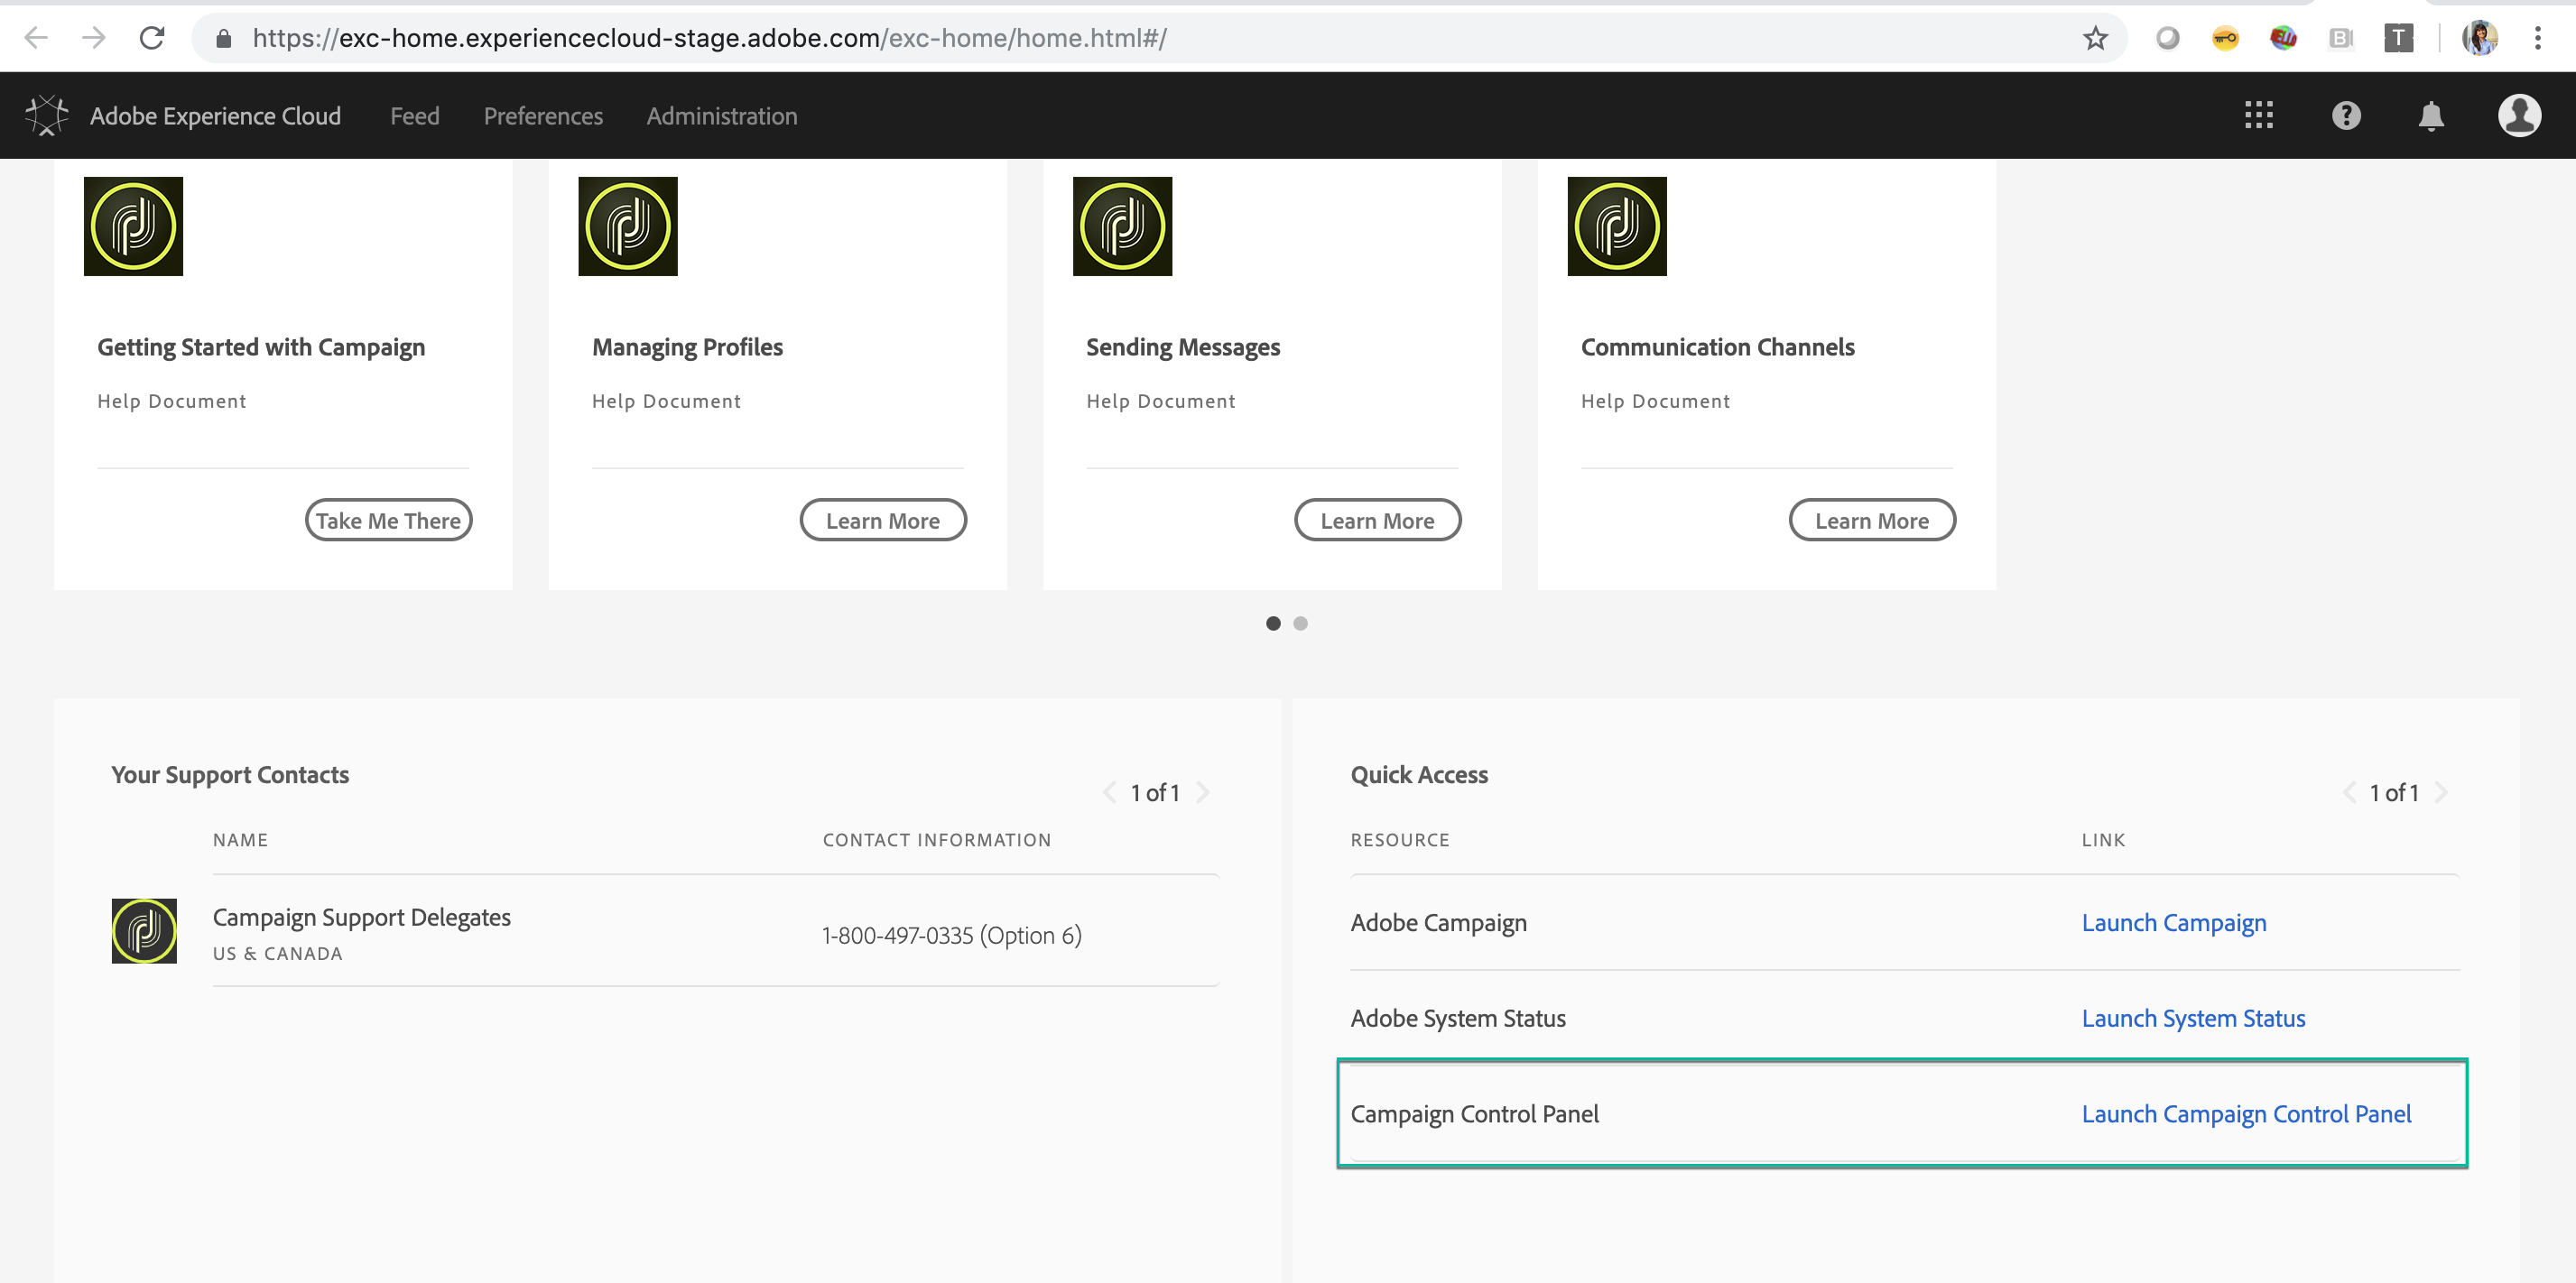 https://exc-home.experiencecloud-stage.adobe.com/exc-home/home.html#/
T
Adobe Experience Cloud Feed Preferences Administration
Getting Started with Campaign
Help Document
Take Me There
Managing Profiles
Help Document
Learn More
Sending Messages
Help Document
Learn More
Communication Channels
Help Document
Learn More
Your Support Contacts
1 of 1
NAME CONTACT INFORMATION
Campaign Support Delegates
US & CANADA
1-800-497-0335 (Option 6)
Quick Access
1 of 1
RESOURCE LINK
Adobe Campaign Launch Campaign
Adobe System Status Launch System Status
Campaign Control Panel Launch Campaign Control Panel